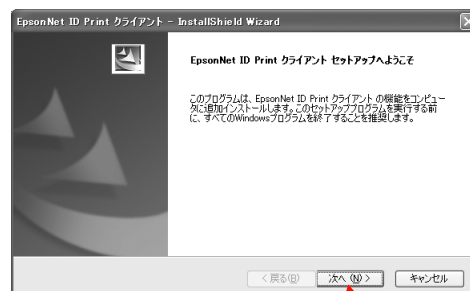 EpsonNet ID Print クライアント - InstallShield Wizard
EpsonNet ID Print クライアント セットアップへようこそ
このプログラムは、EpsonNet ID Print クライアント の機能をコンピュー
タに追加インストールします。このセットアッププログラムを実行する前
に、すべてのWindowsプログラムを終了することを推奨します。
< 戻る(B)
次へ (N) >
キャンセル